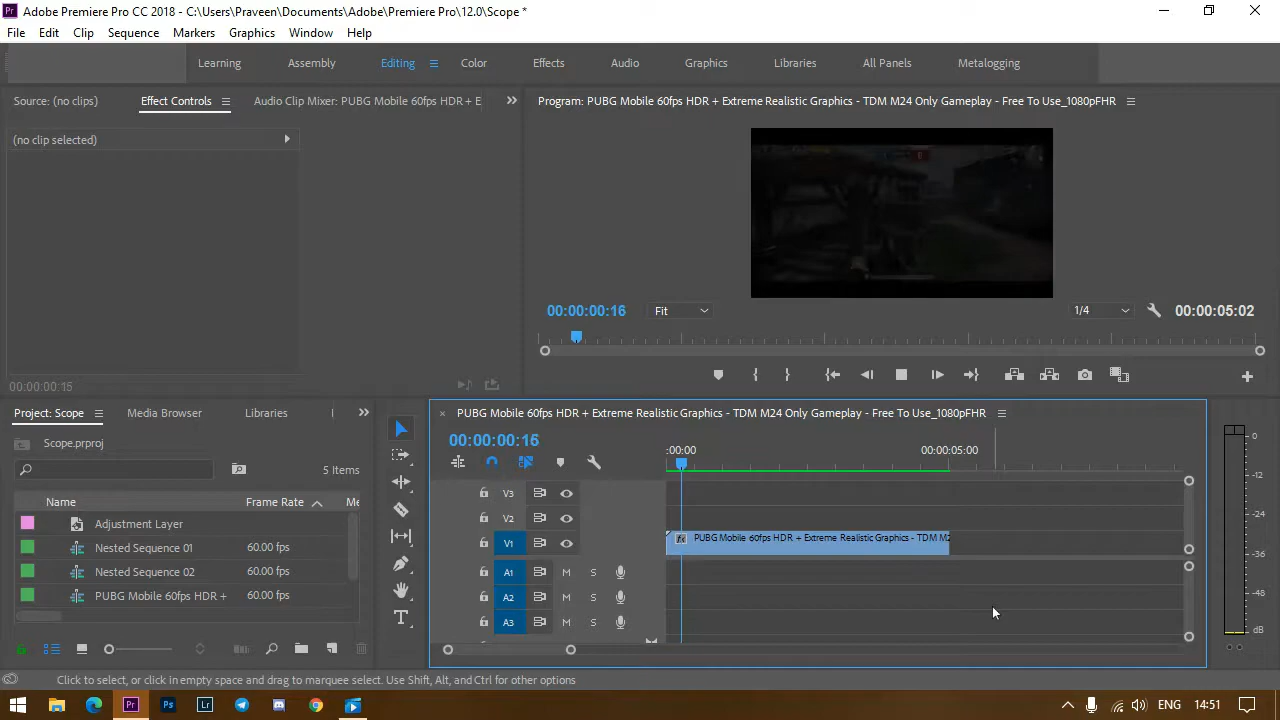 Adobe Premiere Pro CC 2018 - C:\Users\Praveen\Documents\Adobe\Premiere Pro\12.0\Scope *
File Edit Clip Sequence Markers Graphics Window Help
Learning Assembly Editing Color Effects Audio Graphics Libraries All Panels Metalogging
Source: (no clips) Effect Controls Audio Clip Mixer: PUBG Mobile 60fps HDR + E
Program: PUBG Mobile 60fps HDR + Extreme Realistic Graphics - TDM M24 Only Gameplay - Free To Use_1080pFHR
(no clip selected)
00:00:00:16 Fit 1/4 00:00:05:02
00:00:00:15
Project: Scope Media Browser Libraries
PUBG Mobile 60fps HDR + Extreme Realistic Graphics - TDM M24 Only Gameplay - Free To Use_1080pFHR
Scope.prproj
00:00:00:16
:00:00 00:00:05:00
5 Items
Name Frame Rate Me
Adjustment Layer
Nested Sequence 01 60.00 fps
Nested Sequence 02 60.00 fps
PUBG Mobile 60fps HDR + 60.00 fps
V3
V2
V1 fx PUBG Mobile 60fps HDR + Extreme Realistic Graphics - TDM M2
A1 M S
A2 M S
A3 M S
0
-12
-24
-36
-48
dB
S S
Click to select, or click in empty space and drag to marquee select. Use Shift, Alt, and Ctrl for other options
Pr Ps Lr ENG 14:51